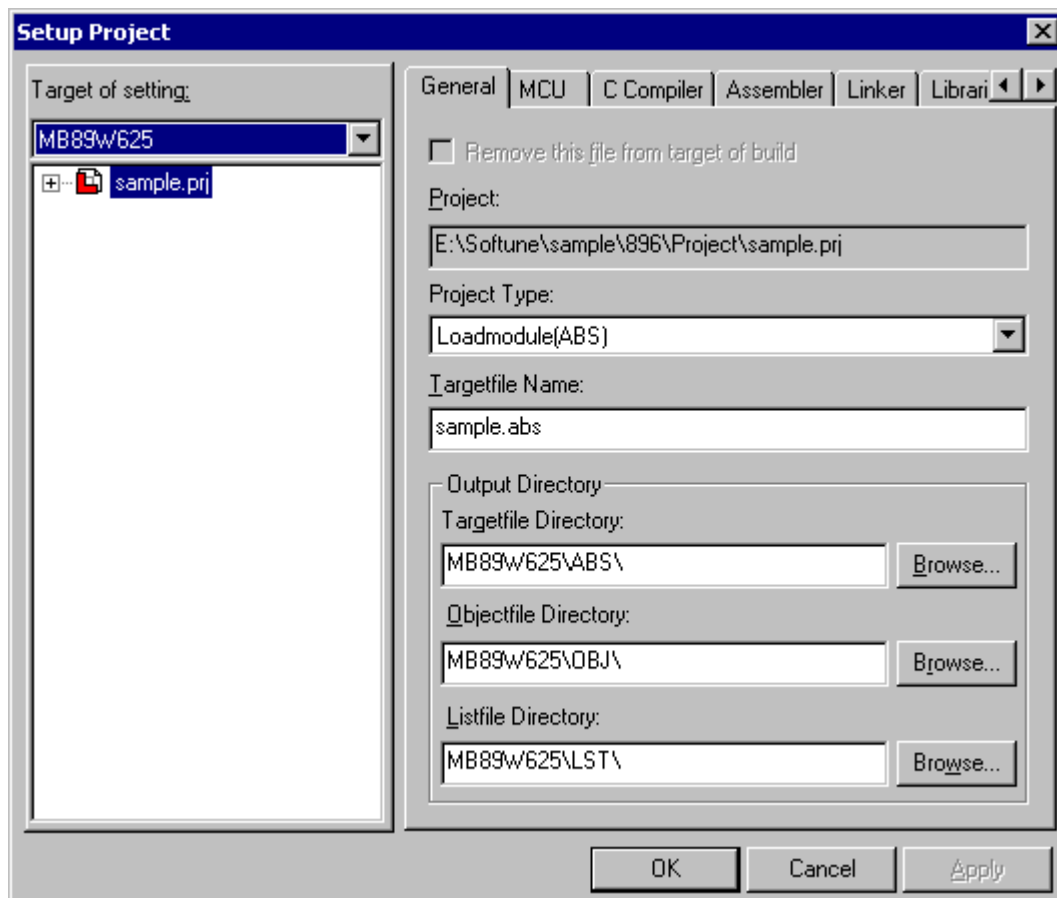 Setup Project
Target of setting:
MB89W625
sample.prj
General MCU C Compiler Assembler Linker Librari
Remove this file from target of build
Project:
E:\Softune\sample\896\Project\sample.prj
Project Type:
Loadmodule(ABS)
Targetfile Name:
sample.abs
Output Directory
Targetfile Directory:
MB89W625\ABS\
Browse...
Objectfile Directory:
MB89W625\OBJ\
Browse...
Listfile Directory:
MB89W625\LST\
Browse...
OK Cancel Apply